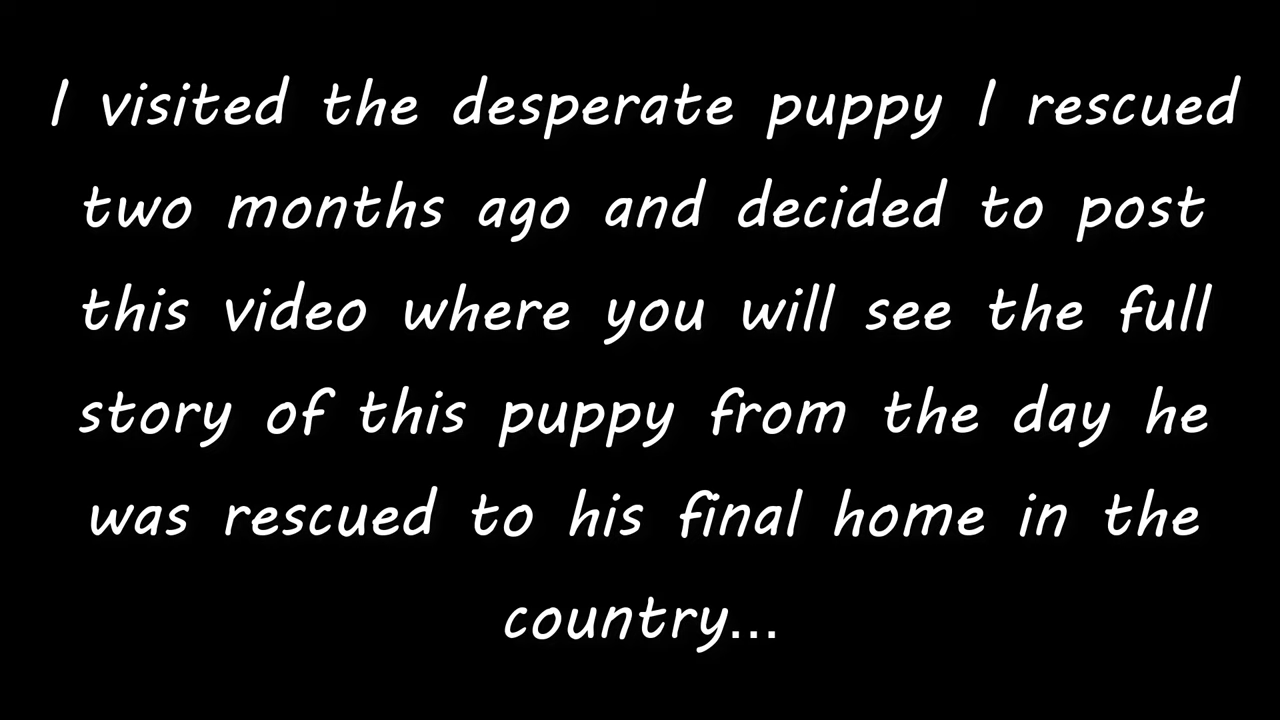 I visited the desperate puppy I rescued
two months ago and decided to post
this video where you will see the full
story of this puppy from the day he
was rescued to his final home in the
country...